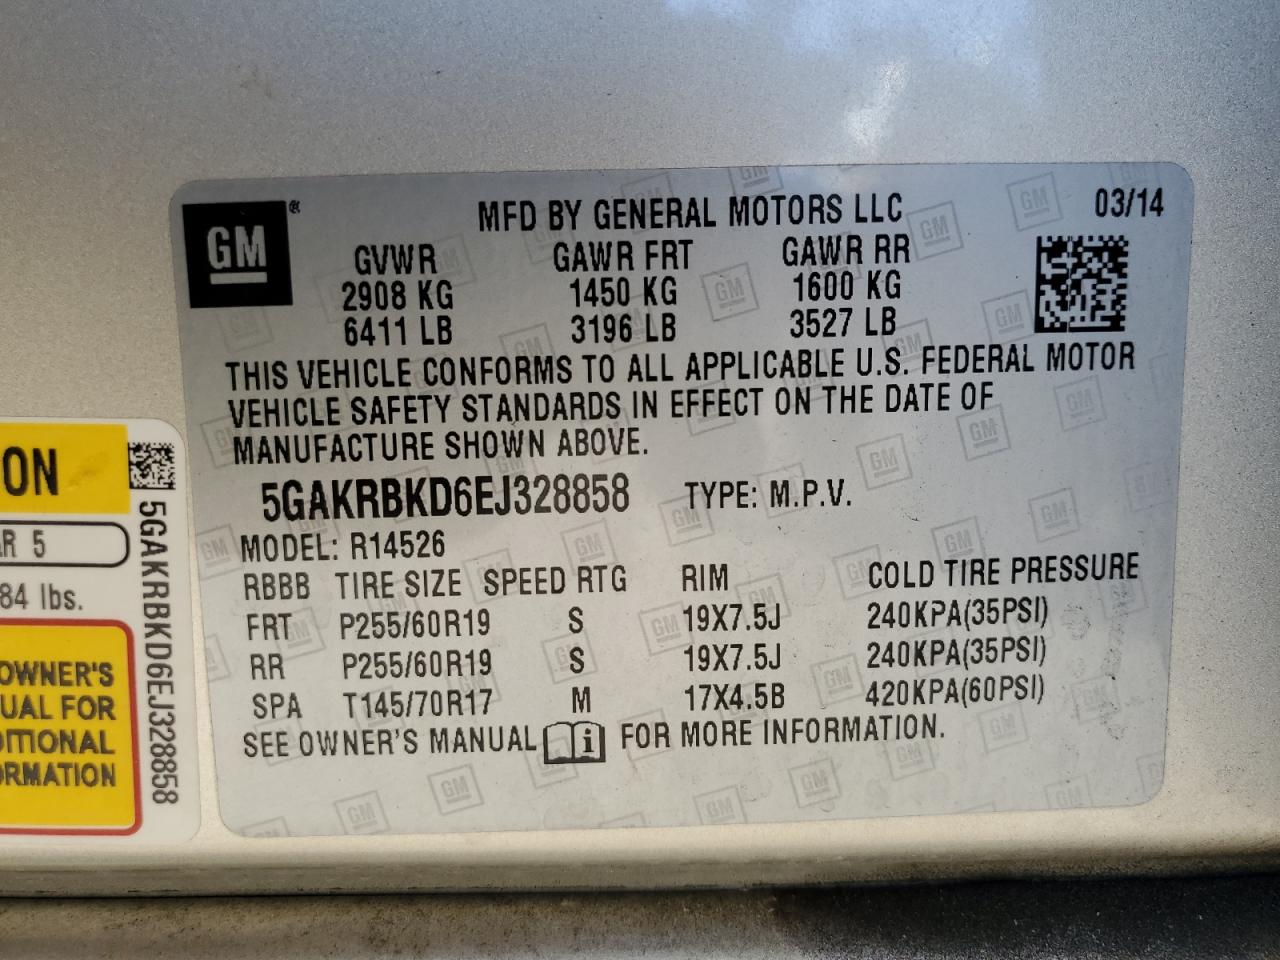 GM ®
MFD BY GENERAL MOTORS LLC 03/14
GVWR GAWR FRT GAWR RR
2908 KG 1450 KG 1600 KG
6411 LB 3196 LB 3527 LB
THIS VEHICLE CONFORMS TO ALL APPLICABLE U.S. FEDERAL MOTOR
VEHICLE SAFETY STANDARDS IN EFFECT ON THE DATE OF
MANUFACTURE SHOWN ABOVE.
5GAKRBKD6EJ328858 TYPE: M.P.V.
MODEL: R14526
RBBB TIRE SIZE SPEED RTG RIM COLD TIRE PRESSURE
FRT P255/60R19 S 19X7.5J 240KPA(35PSI)
RR P255/60R19 S 19X7.5J 240KPA(35PSI)
SPA T145/70R17 M 17X4.5B 420KPA(60PSI)
SEE OWNER'S MANUAL i FOR MORE INFORMATION.
ON
R 5
84 lbs.
OWNER'S
UAL FOR
DITIONAL
ORMATION
5GAKRBKD6EJ328858